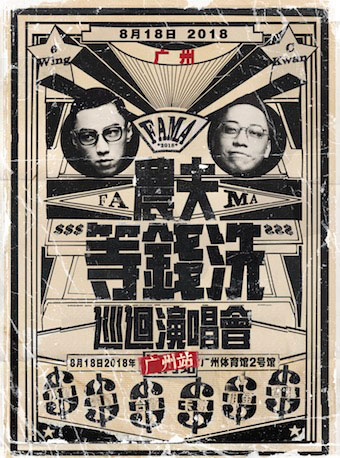 8月18日 2018
广州
6 Wing
C Kwan
FAMA
*2018*
農夫
FA MA
等錢洗
$$$ $$$
巡迴演唱會
8月18日2018年 广州站 广州体育馆2号馆
$ $ $ $ $ $